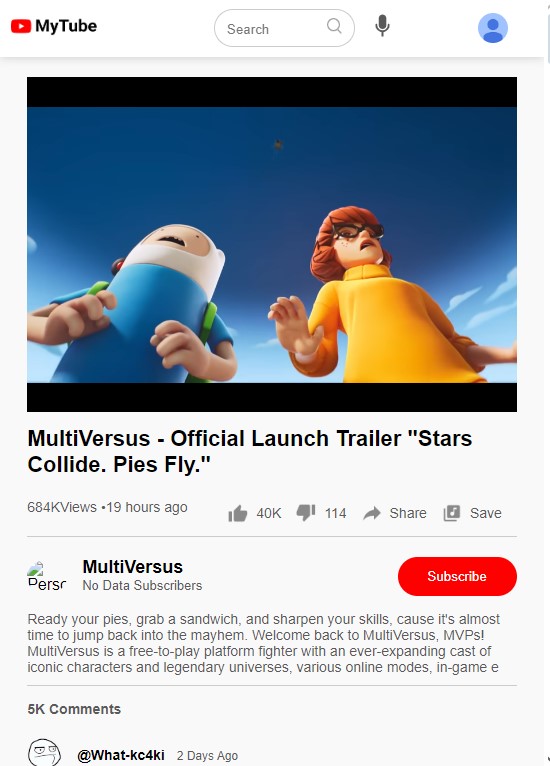 MyTube
Search
MultiVersus - Official Launch Trailer "Stars
Collide. Pies Fly."
684KViews •19 hours ago
40K
114
Share
Save
Perso
MultiVersus
No Data Subscribers
Subscribe
Ready your pies, grab a sandwich, and sharpen your skills, cause it's almost
time to jump back into the mayhem. Welcome back to MultiVersus, MVPs!
MultiVersus is a free-to-play platform fighter with an ever-expanding cast of
iconic characters and legendary universes, various online modes, in-game e
5K Comments
@What-kc4ki 2 Days Ago